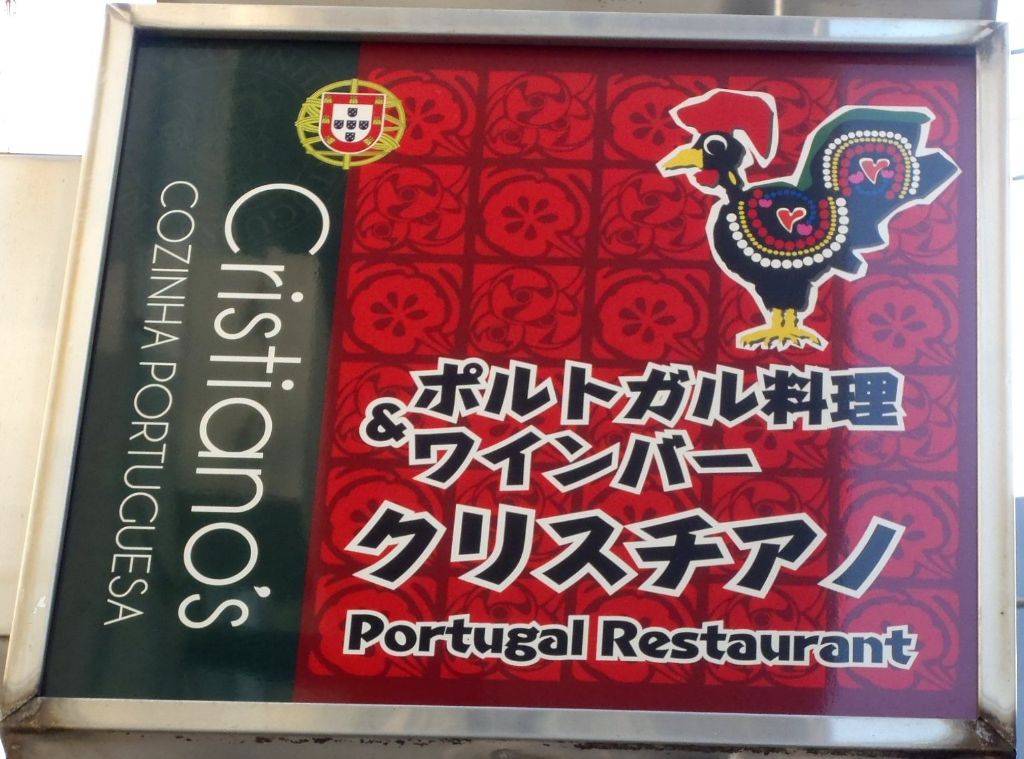 Cristiano's
COZINHA PORTUGUESA
ポルトガル料理
&ワインバー
クリスチアノ
Portugal Restaurant